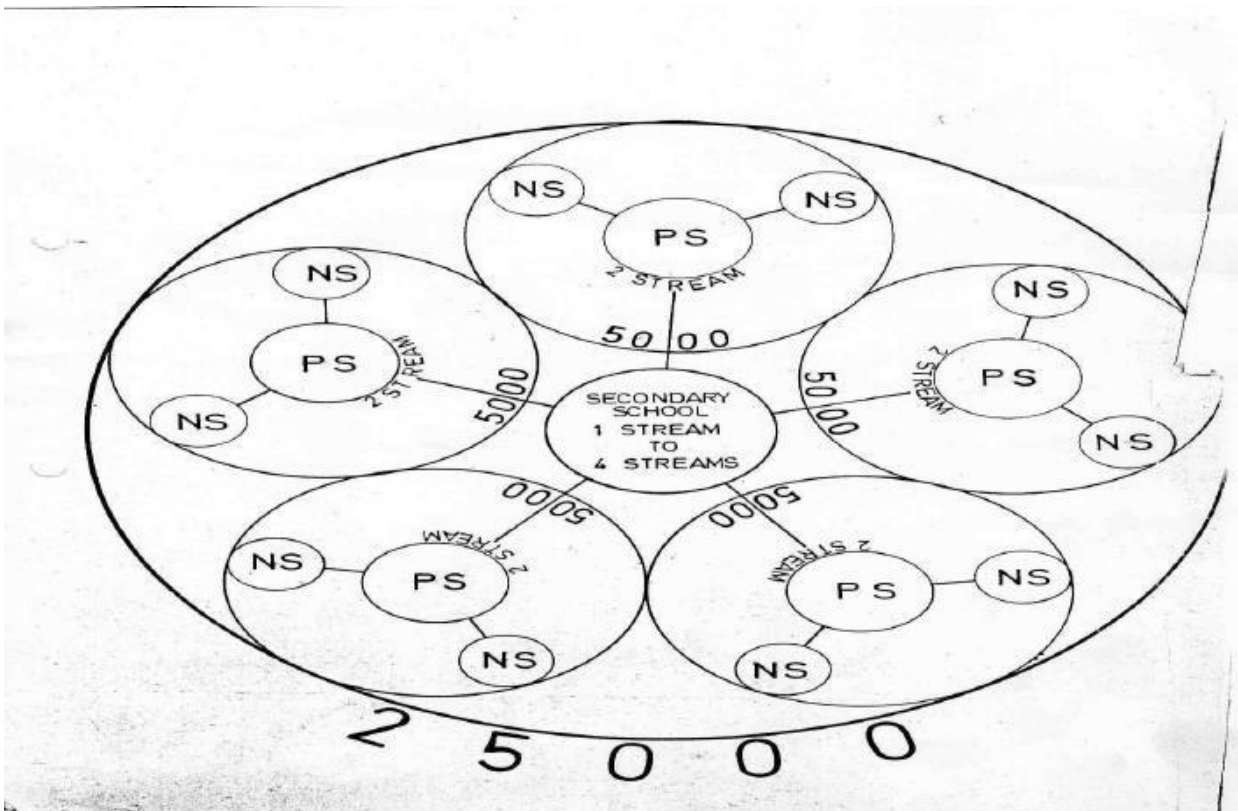 NS
NS
PS
2 STREAM
5000
NS
PS
2 STREAM
5000
NS
NS
PS
2 STREAM
5000
NS
SECONDARY
SCHOOL
1 STREAM
TO
4 STREAMS
5000
2 STREAM
NS
PS
NS
5000
2 STREAM
PS
NS
NS
25000